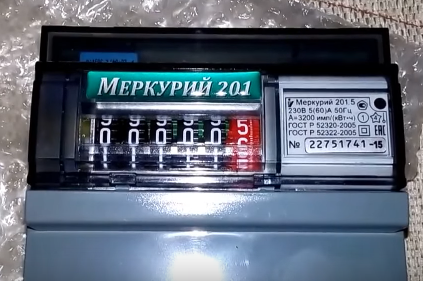 МЕРКУРИЙ 201
Меркурий 201.5
230В 5(60)А 50Гц
А=3200 имп/(кВт•ч)
ГОСТ Р 52320-2005
ГОСТ Р 52322-2005
№ 22751741 -15